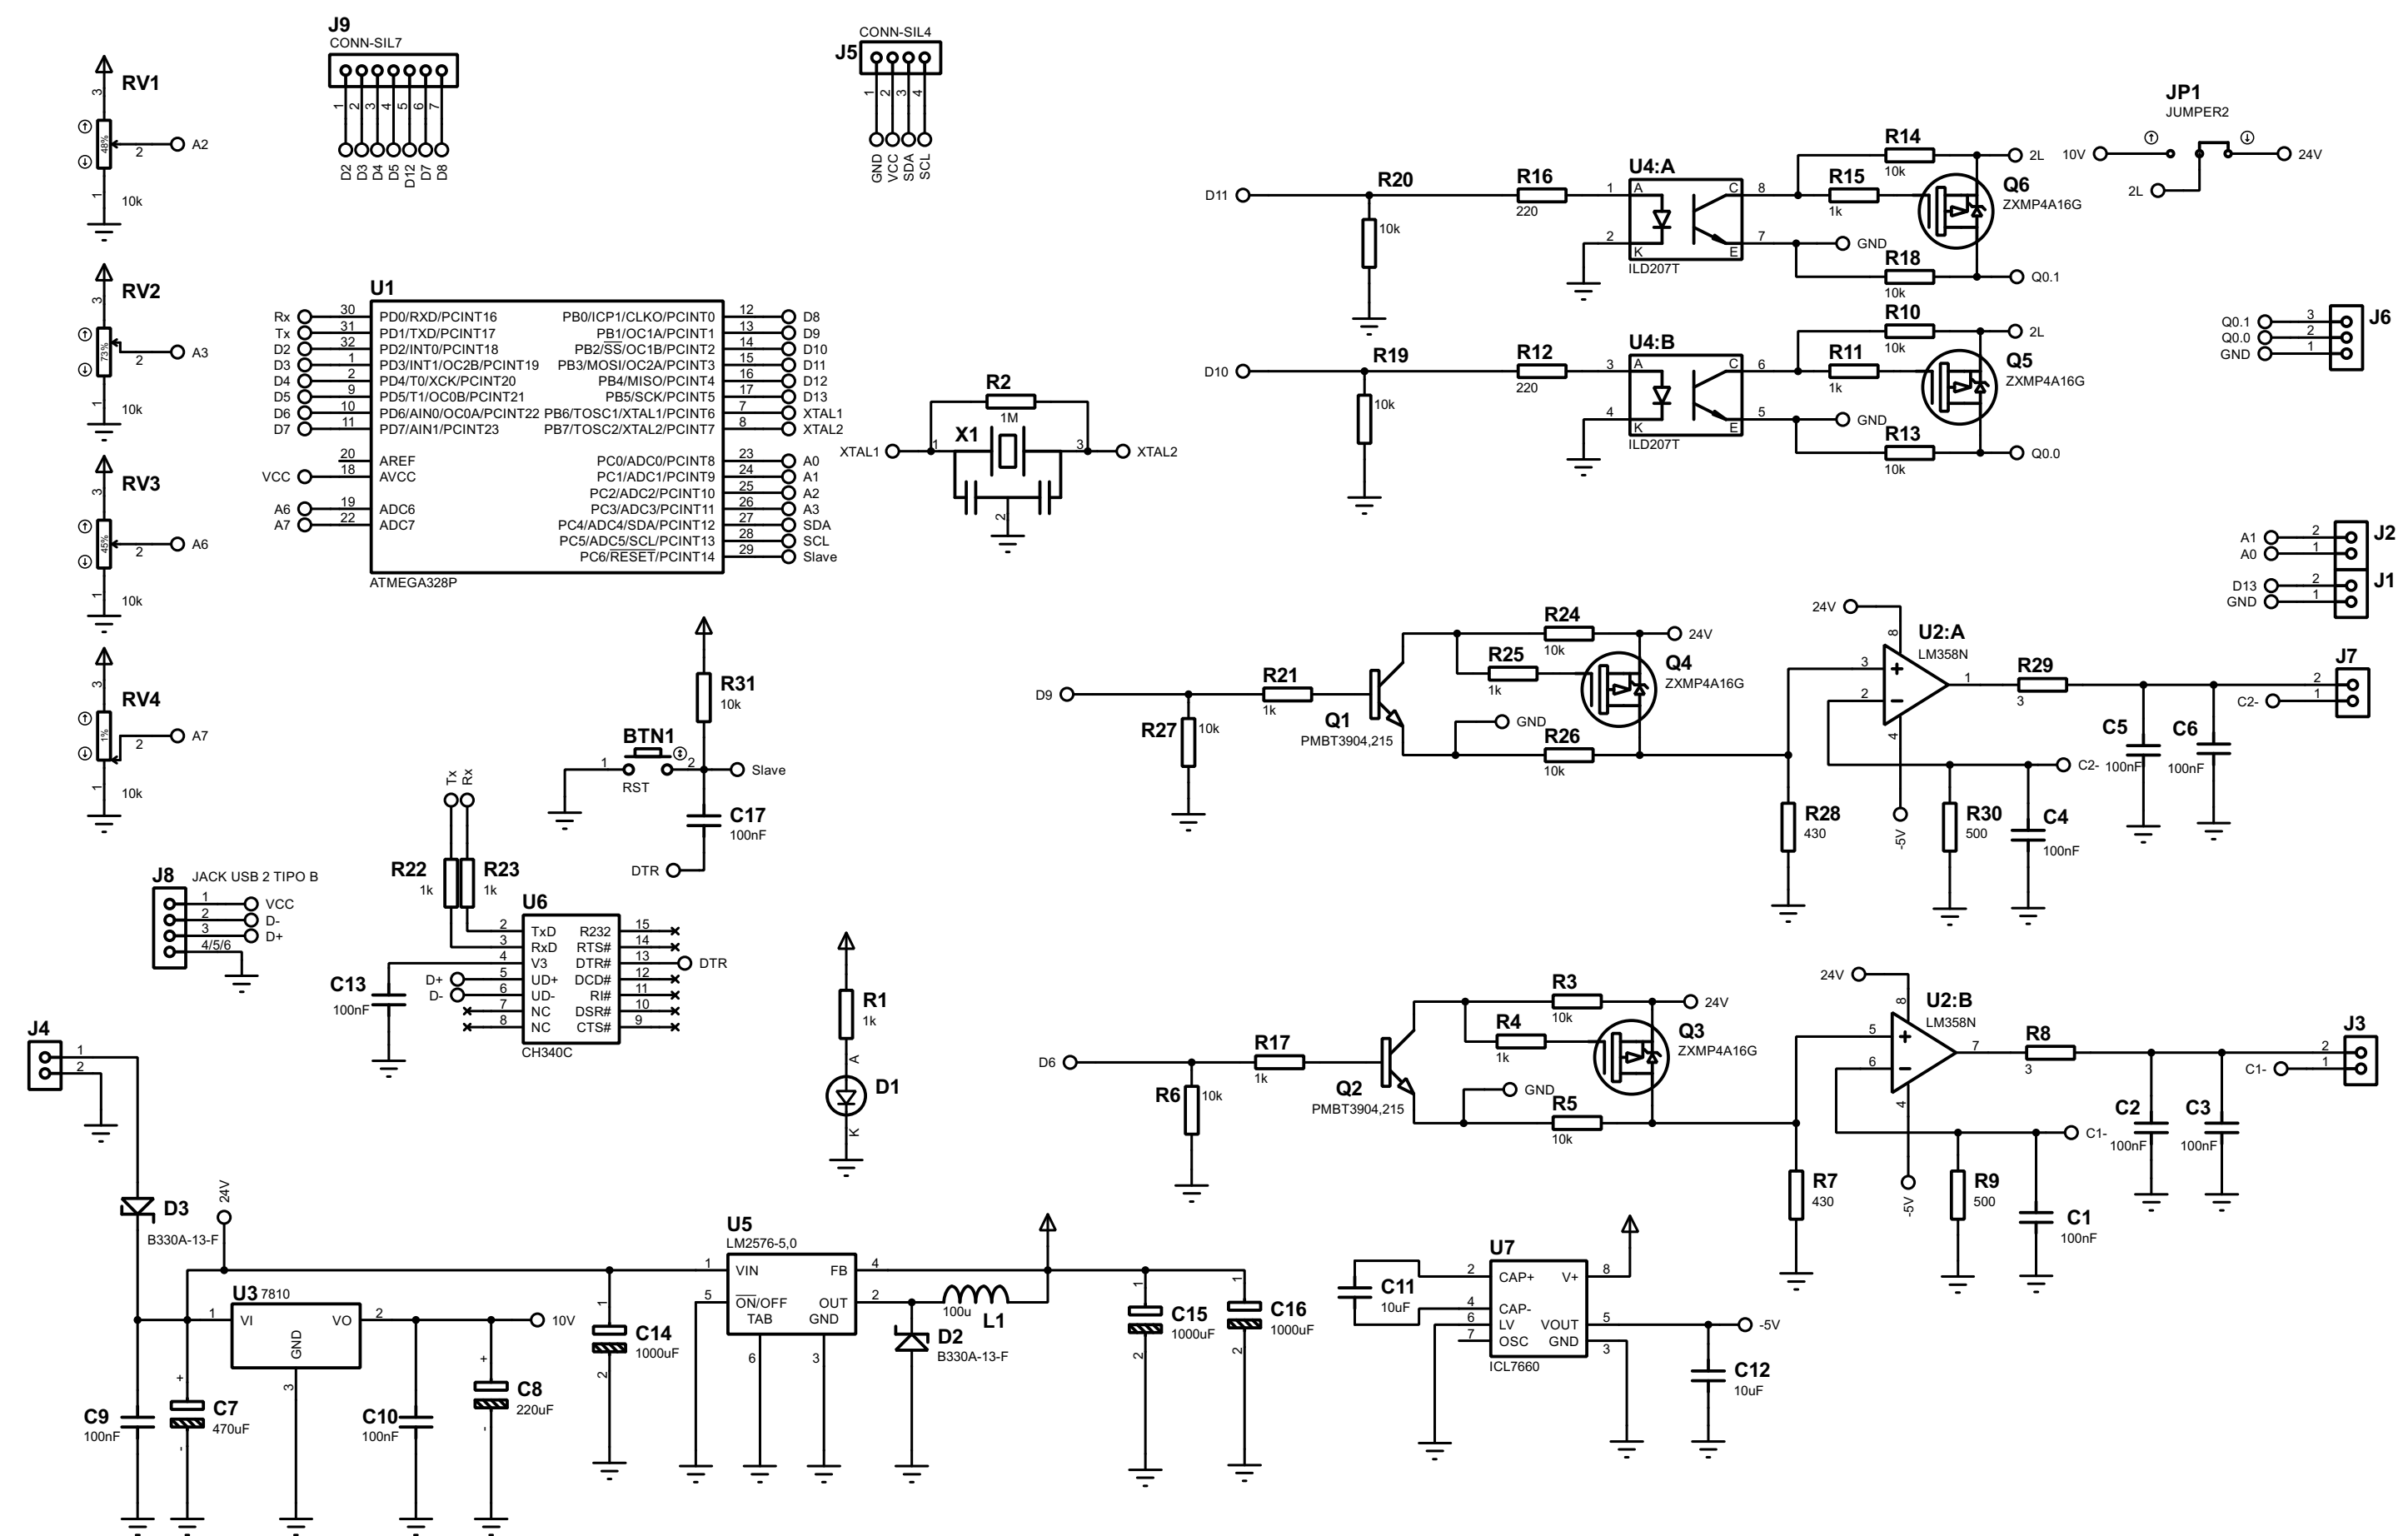 J9
CONN-SIL7
1 2 3 4 5 6 7
D2 D3 D4 D5 D12 D7 D8
CONN-SIL4
J5
1 2 3 4
GND VCC SDA SCL
RV1
3
48%
2 A2
1
10k
RV2
3
73%
2 A3
1
10k
RV3
3
45%
2 A6
1
10k
RV4
3
1%
2 A7
1
10k
U1
Rx 30 PD0/RXD/PCINT16 PB0/ICP1/CLKO/PCINT0 12 D8
Tx 31 PD1/TXD/PCINT17 PB1/OC1A/PCINT1 13 D9
D2 32 PD2/INT0/PCINT18 PB2/SS/OC1B/PCINT2 14 D10
D3 1 PD3/INT1/OC2B/PCINT19 PB3/MOSI/OC2A/PCINT3 15 D11
D4 2 PD4/T0/XCK/PCINT20 PB4/MISO/PCINT4 16 D12
D5 9 PD5/T1/OC0B/PCINT21 PB5/SCK/PCINT5 17 D13
D6 10 PD6/AIN0/OC0A/PCINT22 PB6/TOSC1/XTAL1/PCINT6 7 XTAL1
D7 11 PD7/AIN1/PCINT23 PB7/TOSC2/XTAL2/PCINT7 8 XTAL2
20 AREF PC0/ADC0/PCINT8 23 A0
VCC 18 AVCC PC1/ADC1/PCINT9 24 A1
PC2/ADC2/PCINT10 25 A2
A6 19 ADC6 PC3/ADC3/PCINT11 26 A3
A7 22 ADC7 PC4/ADC4/SDA/PCINT12 27 SDA
PC5/ADC5/SCL/PCINT13 28 SCL
PC6/RESET/PCINT14 29 Slave
ATMEGA328P
R2
1M
X1
XTAL1 1 3 XTAL2
2
D11
R20
10k
R16
220
U4:A
1 A C 8
2 K E 7
ILD207T
GND
R14
10k
2L
R15
1k
Q6
ZXMP4A16G
R18
10k
Q0.1
JP1
JUMPER2
10V 24V
2L
D10
R19
10k
R12
220
U4:B
3 A C 6
4 K E 5
ILD207T
GND
R10
10k
2L
R11
1k
Q5
ZXMP4A16G
R13
10k
Q0.0
J6
Q0.1 3
Q0.0 2
GND 1
J2
A1 2
A0 1
J1
D13 2
GND 1
R31
10k
BTN1
1 2 Slave
RST
C17
100nF
DTR
D9
R27
10k
R21
1k
Q1
PMBT3904,215
R24
10k
24V
R25
1k
Q4
ZXMP4A16G
GND
R26
10k
R28
430
24V
U2:A
LM358N
8
3 +
2 -
1
4
-5V
R29
3
C2-
R30
500
C4
100nF
C5
100nF
C6
100nF
J7
2
C2- 1
J8
JACK USB 2 TIPO B
1 VCC
2 D-
3 D+
4/5/6
Tx Rx
R22
1k
R23
1k
U6
2 TxD R232 15
3 RxD RTS# 14
4 V3 DTR# 13 DTR
D+ 5 UD+ DCD# 12
D- 6 UD- RI# 11
7 NC DSR# 10
8 NC CTS# 9
CH340C
C13
100nF
R1
1k
A
D1
K
D6
R6
10k
R17
1k
Q2
PMBT3904,215
R3
10k
24V
R4
1k
Q3
ZXMP4A16G
GND
R5
10k
R7
430
24V
U2:B
LM358N
8
5 +
6 -
7
4
-5V
R8
3
C1-
R9
500
C1
100nF
C2
100nF
C3
100nF
J3
2
C1- 1
J4
1
2
D3
B330A-13-F
24V
U3 7810
1 VI VO 2 10V
GND
3
C9
100nF
+
C7
470uF
-
C10
100nF
+
C8
220uF
-
1
C14
1000uF
2
U5
LM2576-5,0
1 VIN FB 4
5 ON/OFF OUT 2
TAB GND
6 3
100u
L1
D2
B330A-13-F
1
C15
1000uF
2
1
C16
1000uF
2
C11
10uF
U7
2 CAP+ V+ 8
4 CAP-
6 LV VOUT 5 -5V
7 OSC GND 3
ICL7660
C12
10uF